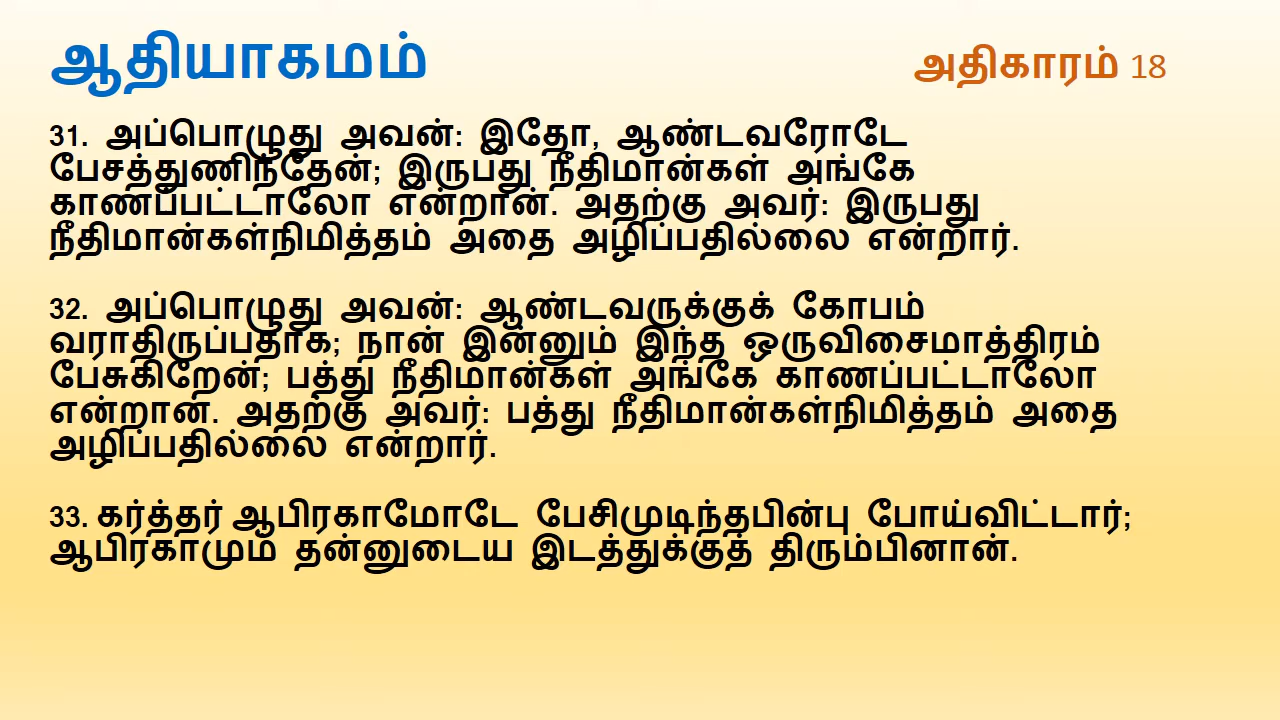 ஆதியாகமம் அதிகாரம் 18
31. அப்பொழுது அவன்: இதோ, ஆண்டவரோடே
பேசத்துணிந்தேன்; இருபது நீதிமான்கள் அங்கே
காணப்பட்டாலோ என்றான். அதற்கு அவர்: இருபது
நீதிமான்கள்நிமித்தம் அதை அழிப்பதில்லை என்றார்.
32. அப்பொழுது அவன்: ஆண்டவருக்குக் கோபம்
வராதிருப்பதாக; நான் இன்னும் இந்த ஒருவிசைமாத்திரம்
பேசுகிறேன்; பத்து நீதிமான்கள் அங்கே காணப்பட்டாலோ
என்றான். அதற்கு அவர்: பத்து நீதிமான்கள்நிமித்தம் அதை
அழிப்பதில்லை என்றார்.
33. கர்த்தர் ஆபிரகாமோடே பேசிமுடிந்தபின்பு போய்விட்டார்;
ஆபிரகாமும் தன்னுடைய இடத்துக்குத் திரும்பினான்.